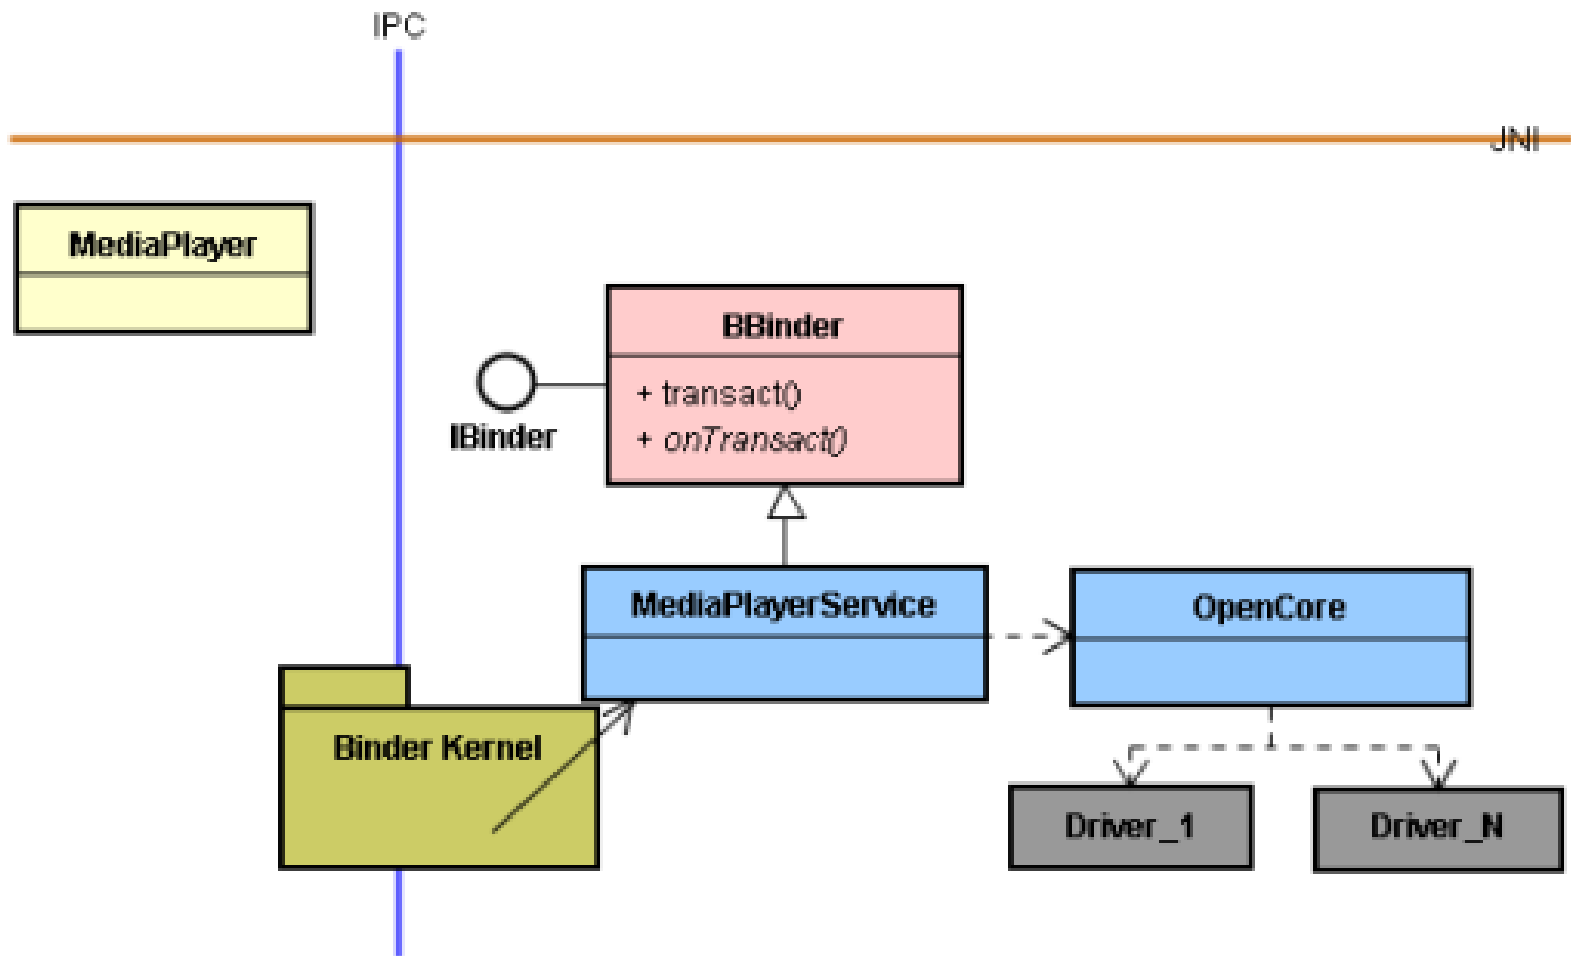 IPC
JNI
MediaPlayer
BBinder
+ transact()
+ onTransact()
IBinder
MediaPlayerService
OpenCore
Binder Kernel
Driver_1
Driver_N